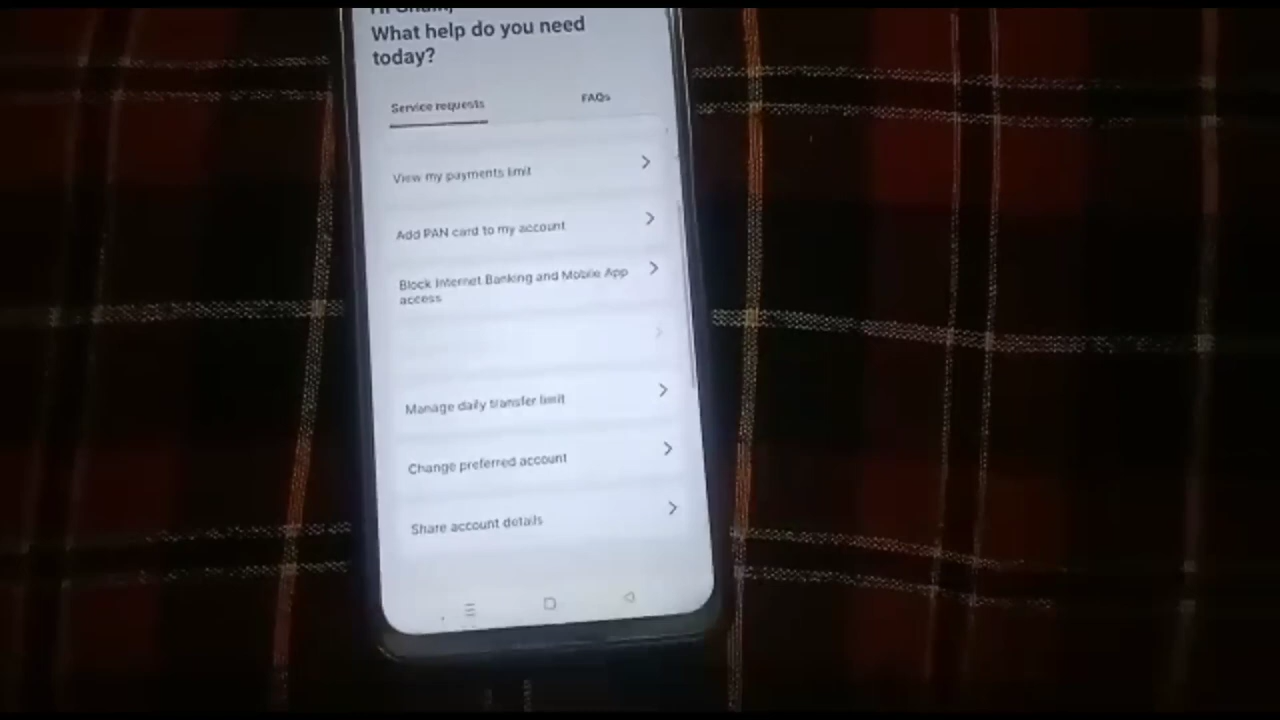 What help do you need
today?
Service requests
FAQs
View my payments limit
Add PAN card to my account
Block Internet Banking and Mobile App
access
Manage daily transfer limit
Change preferred account
Share account details